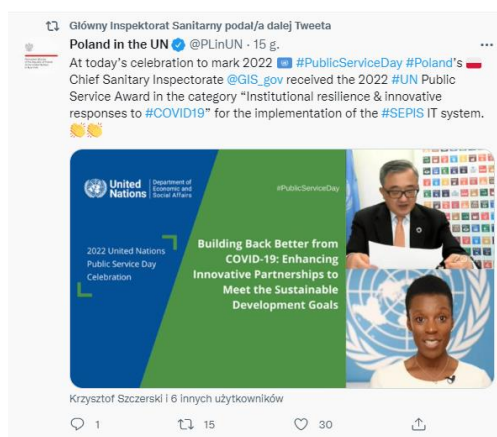 Główny Inspektorat Sanitarny podał/a dalej Tweeta
Poland in the UN @PLinUN · 15 g.
At today's celebration to mark 2022 🇺🇳 #PublicServiceDay #Poland's 🇵🇱
Chief Sanitary Inspectorate @GIS_gov received the 2022 #UN Public
Service Award in the category “Institutional resilience & innovative
responses to #COVID19” for the implementation of the #SEPIS IT system.
👏👏
United Nations
Department of Economic and Social Affairs
#PublicServiceDay
2022 United Nations
Public Service Day
Celebration
Building Back Better from
COVID-19: Enhancing
Innovative Partnerships to
Meet the Sustainable
Development Goals
Krzysztof Szczerski i 6 innych użytkowników
1 15 30